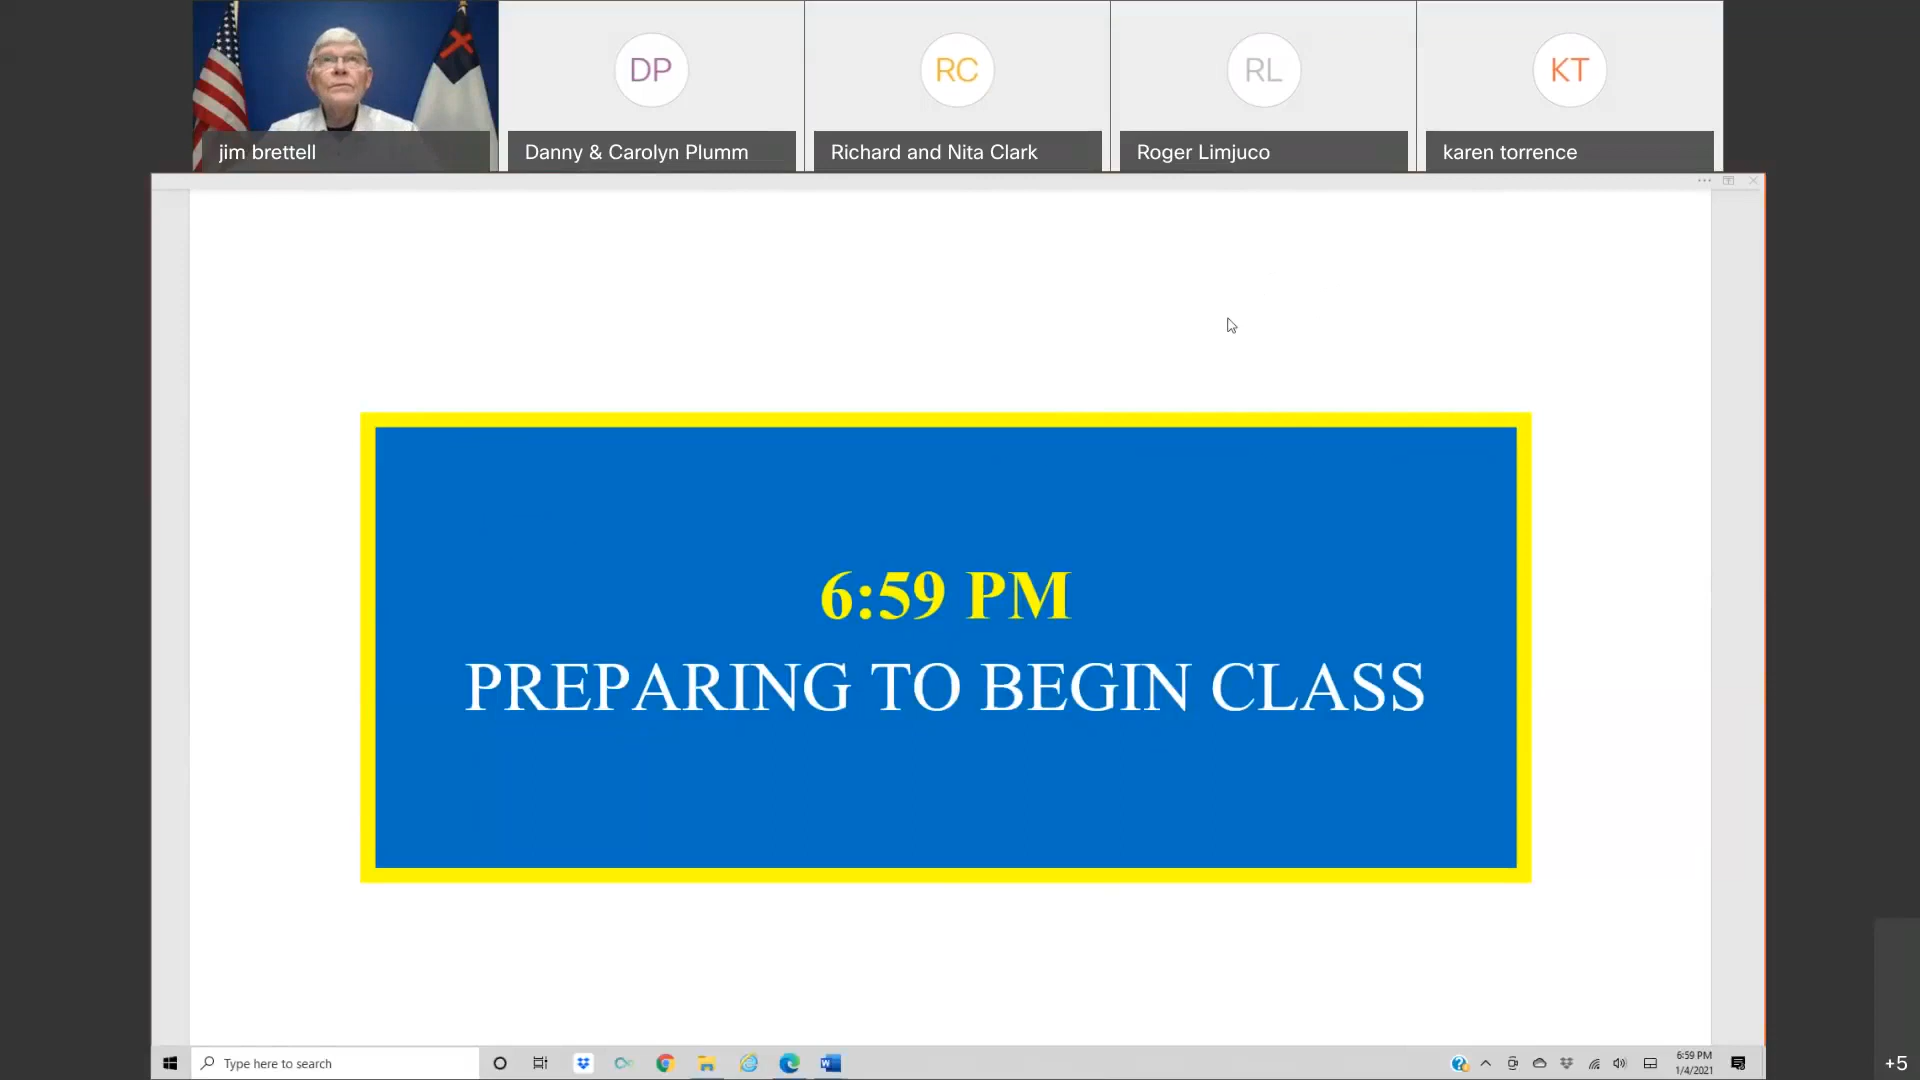 DP
RC
RL
KT
jim brettell
Danny & Carolyn Plumm
Richard and Nita Clark
Roger Limjuco
karen torrence
6:59 PM
PREPARING TO BEGIN CLASS
Type here to search
6:59 PM
1/4/2021
+5